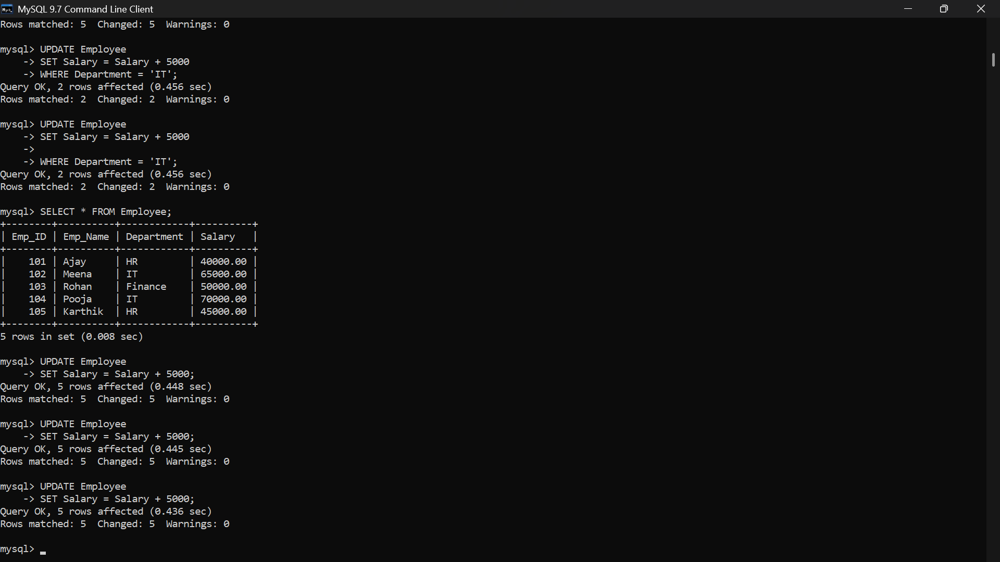 MySQL 9.7 Command Line Client
Rows matched: 5  Changed: 5  Warnings: 0
mysql> UPDATE Employee
    -> SET Salary = Salary + 5000
    -> WHERE Department = 'IT';
Query OK, 2 rows affected (0.456 sec)
Rows matched: 2  Changed: 2  Warnings: 0
mysql> UPDATE Employee
    -> SET Salary = Salary + 5000
    ->
    -> WHERE Department = 'IT';
Query OK, 2 rows affected (0.456 sec)
Rows matched: 2  Changed: 2  Warnings: 0
mysql> SELECT * FROM Employee;
+--------+----------+------------+----------+
| Emp_ID | Emp_Name | Department | Salary   |
+--------+----------+------------+----------+
|    101 | Ajay     | HR         | 40000.00 |
|    102 | Meena    | IT         | 65000.00 |
|    103 | Rohan    | Finance    | 50000.00 |
|    104 | Pooja    | IT         | 70000.00 |
|    105 | Karthik  | HR         | 45000.00 |
+--------+----------+------------+----------+
5 rows in set (0.008 sec)
mysql> UPDATE Employee
    -> SET Salary = Salary + 5000;
Query OK, 5 rows affected (0.448 sec)
Rows matched: 5  Changed: 5  Warnings: 0
mysql> UPDATE Employee
    -> SET Salary = Salary + 5000;
Query OK, 5 rows affected (0.445 sec)
Rows matched: 5  Changed: 5  Warnings: 0
mysql> UPDATE Employee
    -> SET Salary = Salary + 5000;
Query OK, 5 rows affected (0.436 sec)
Rows matched: 5  Changed: 5  Warnings: 0
mysql>